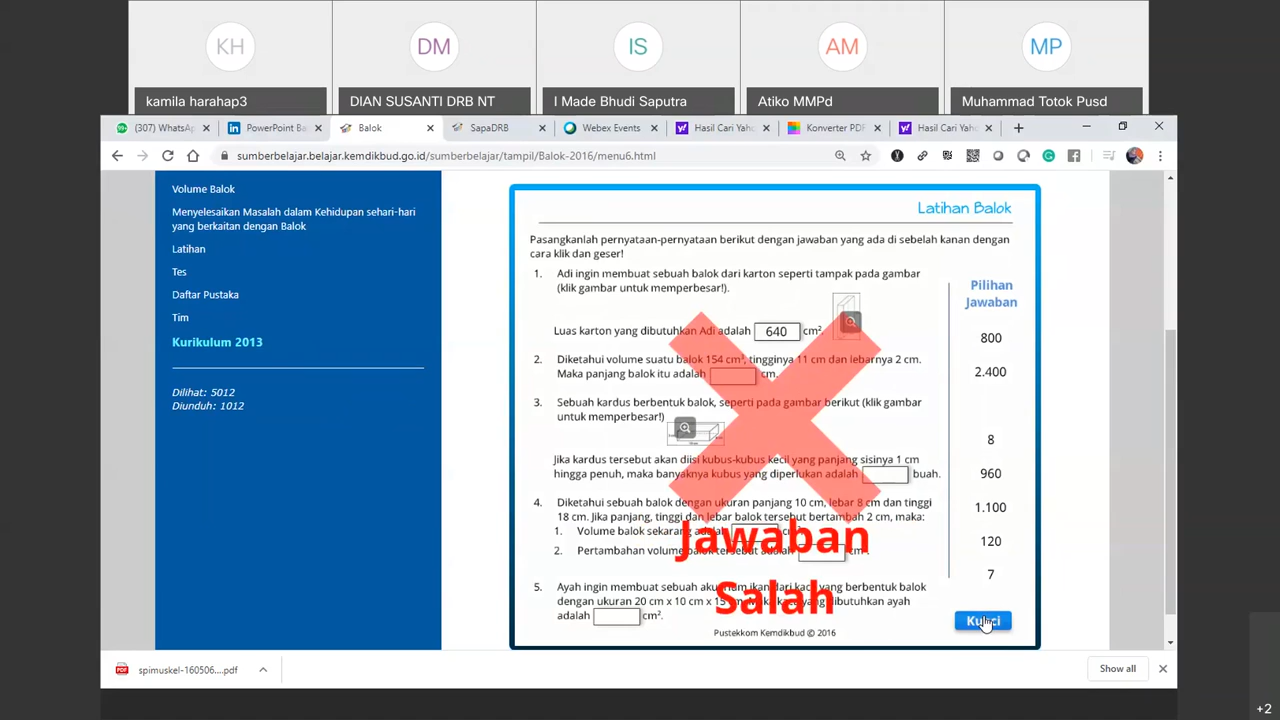 KH
DM
IS
AM
MP
kamila harahap3
DIAN SUSANTI DRB NT
I Made Bhudi Saputra
Atiko MMPd
Muhammad Totok Pusd
(307) WhatsAp
PowerPoint Ba
Balok
SapaDRB
Webex Events
Hasil Cari Yaho
Konverter PDF
Hasil Cari Yaho
sumberbelajar.belajar.kemdikbud.go.id/sumberbelajar/tampil/Balok-2016/menu6.html
Volume Balok
Menyelesaikan Masalah dalam Kehidupan sehari-hari
yang berkaitan dengan Balok
Latihan
Tes
Daftar Pustaka
Tim
Kurikulum 2013
Dilihat: 5012
Diunduh: 1012
Latihan Balok
Pasangkanlah pernyataan-pernyataan berikut dengan jawaban yang ada di sebelah kanan dengan
cara klik dan geser!
1. Adi ingin membuat sebuah balok dari karton seperti tampak pada gambar
(klik gambar untuk memperbesar!).
Luas karton yang dibutuhkan Adi adalah 640 cm².
2. Diketahui volume suatu balok 154 cm³, tingginya 11 cm dan lebarnya 2 cm.
Maka panjang balok itu adalah cm.
3. Sebuah kardus berbentuk balok, seperti pada gambar berikut (klik gambar
untuk memperbesar!)
Jika kardus tersebut akan diisi kubus-kubus kecil yang panjang sisinya 1 cm
hingga penuh, maka banyaknya kubus yang diperlukan adalah buah.
4. Diketahui sebuah balok dengan ukuran panjang 10 cm, lebar 8 cm dan tinggi
18 cm. Jika panjang, tinggi dan lebar balok tersebut bertambah 2 cm, maka:
1. Volume balok sekarang adalah
2. Pertambahan volume balok tersebut adalah cm
5. Ayah ingin membuat sebuah akuarium ikan dari kaca yang berbentuk balok
dengan ukuran 20 cm x 10 cm x 15 cm. Maka kaca yang dibutuhkan ayah
adalah cm².
Pilihan
Jawaban
800
2.400
8
960
1.100
120
7
Jawaban
Salah
Kunci
Pustekkom Kemdikbud © 2016
spimuskel-160506....pdf
Show all
+2